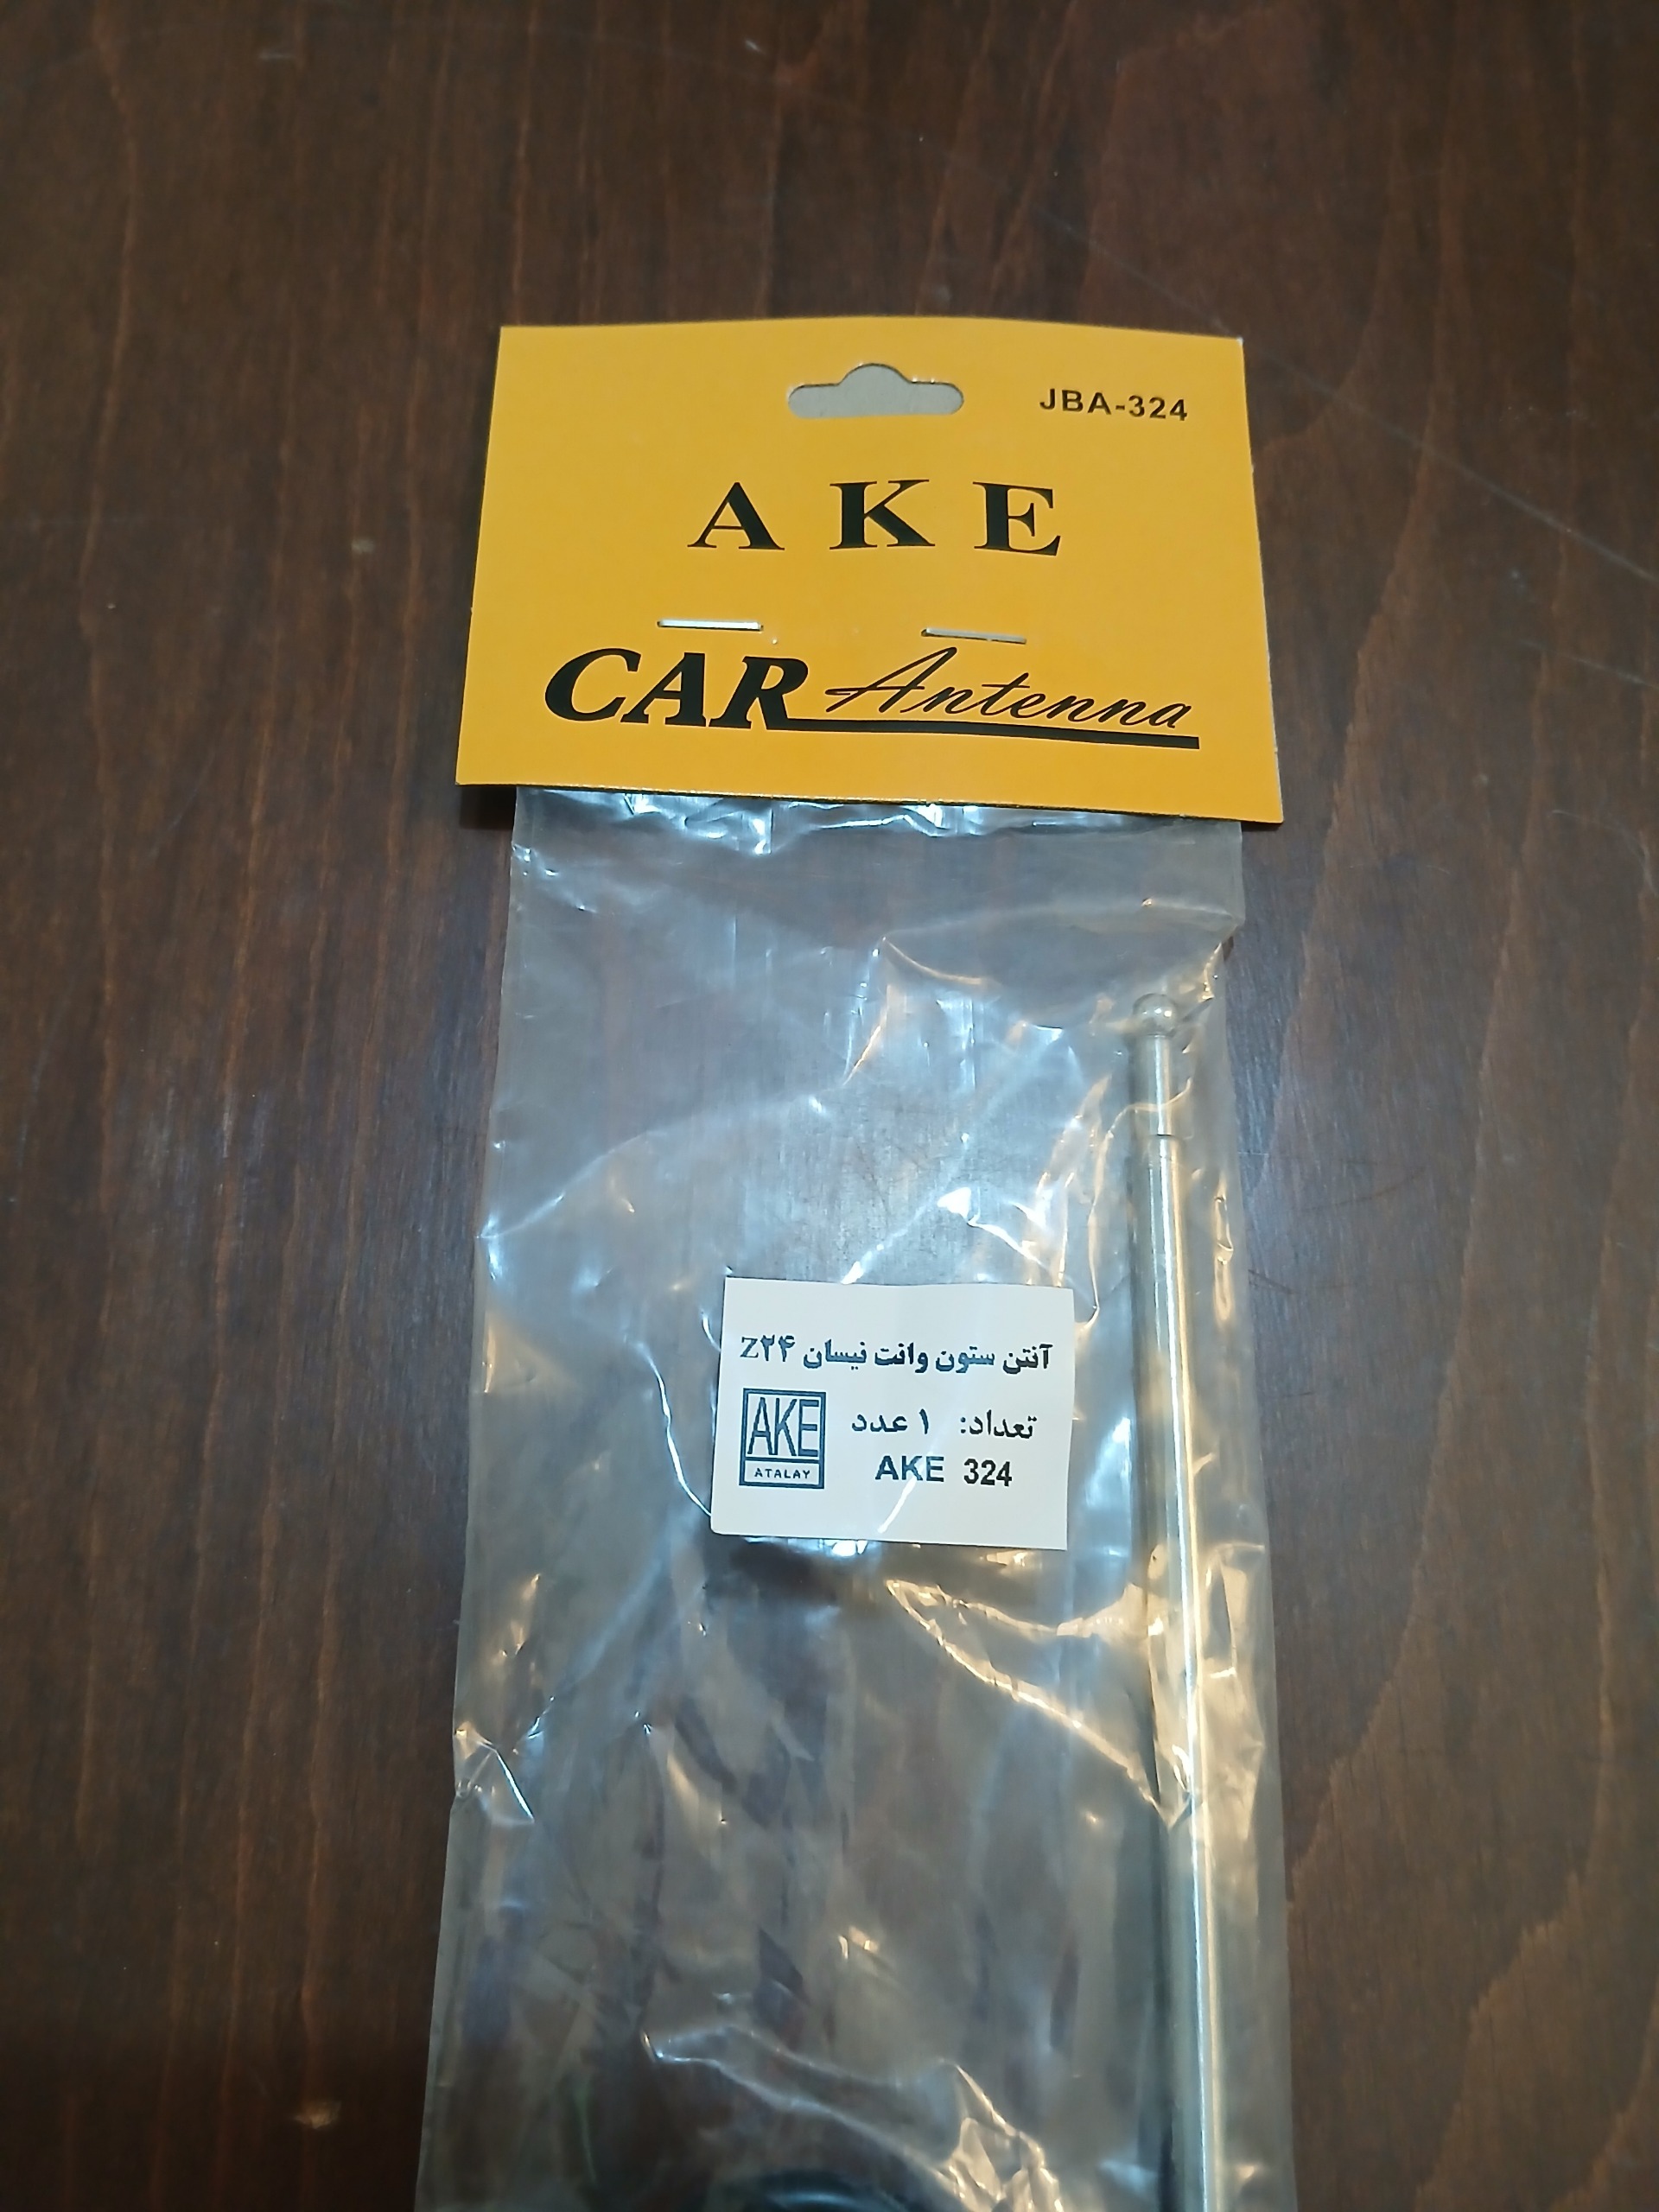 JBA-324
AKE
CAR Antenna
آنتن ستون وانت نیسان Z۲۴
تعداد: ۱ عدد
AKE 324
AKE
ATALAY